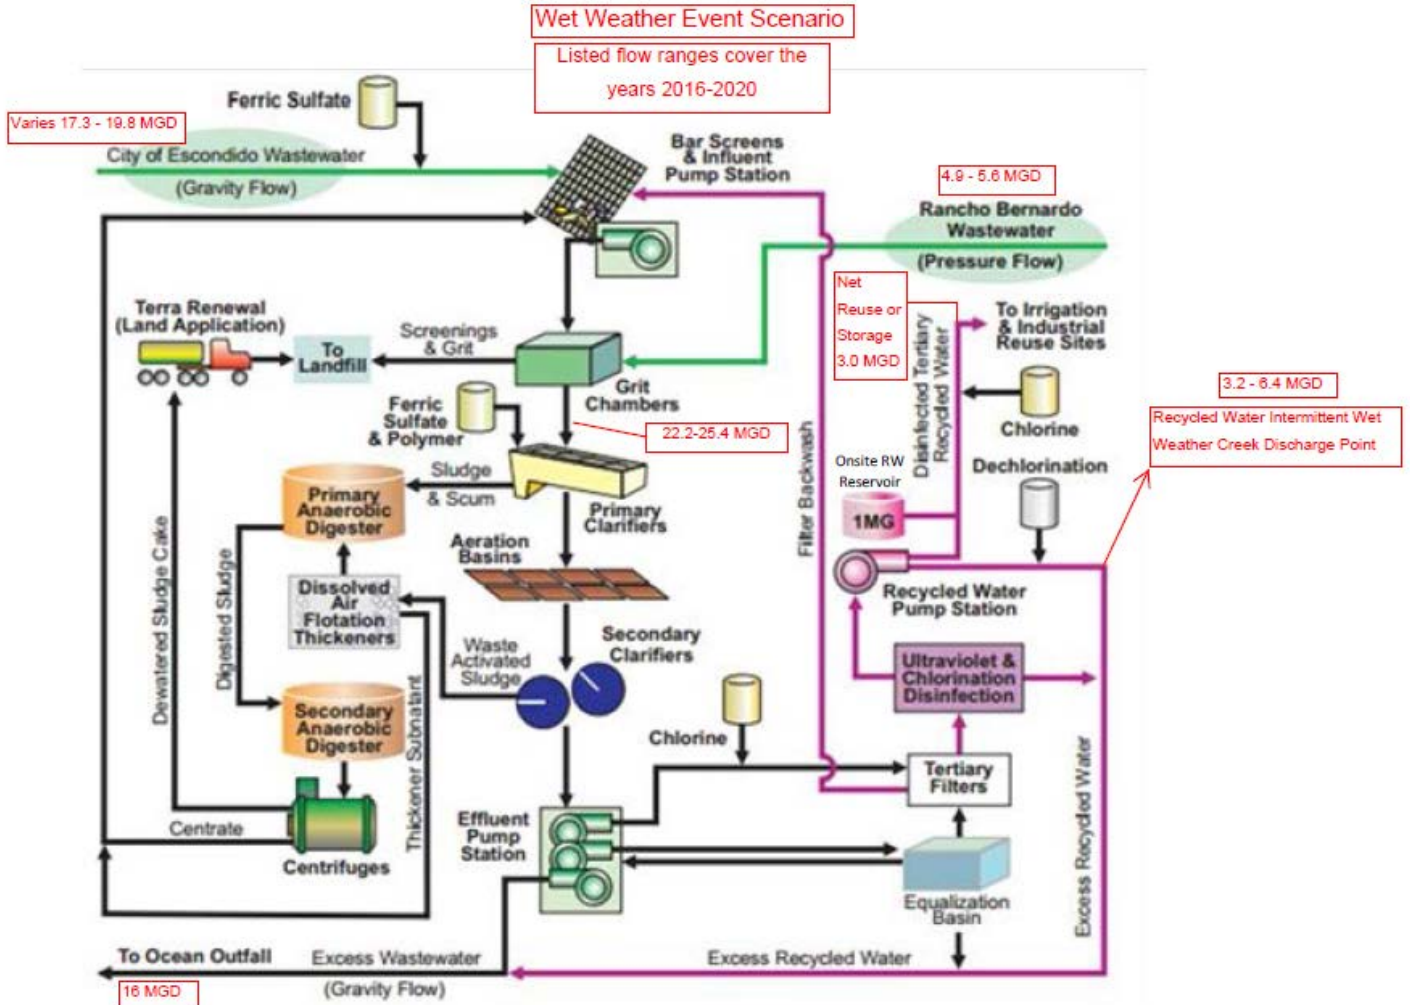 Wet Weather Event Scenario
Listed flow ranges cover the
years 2016-2020
Ferric Sulfate
Varies 17.3 - 19.8 MGD
City of Escondido Wastewater
(Gravity Flow)
Bar Screens
& Influent
Pump Station
4.9 - 5.6 MGD
Rancho Bernardo
Wastewater
(Pressure Flow)
Net
Reuse or
Storage
3.0 MGD
To Irrigation
& Industrial
Reuse Sites
Terra Renewal
(Land Application)
To
Landfill
Screenings
& Grit
Grit
Chambers
Ferric
Sulfate
& Polymer
22.2-25.4 MGD
Disinfected Tertiary
Recycled Water
Chlorine
3.2 - 6.4 MGD
Recycled Water Intermittent Wet
Weather Creek Discharge Point
Sludge
& Scum
Primary
Anaerobic
Digester
Primary
Clarifiers
Filter Backwash
Onsite RW
Reservoir
1MG
Dechlorination
Aeration
Basins
Dewatered Sludge Cake
Digested Sludge
Dissolved
Air
Flotation
Thickeners
Recycled Water
Pump Station
Waste
Activated
Sludge
Secondary
Clarifiers
Ultraviolet &
Chlorination
Disinfection
Secondary
Anaerobic
Digester
Thickener Subnatant
Chlorine
Tertiary
Filters
Excess Recycled Water
Centrate
Centrifuges
Effluent
Pump
Station
Equalization
Basin
To Ocean Outfall
Excess Wastewater
(Gravity Flow)
Excess Recycled Water
16 MGD